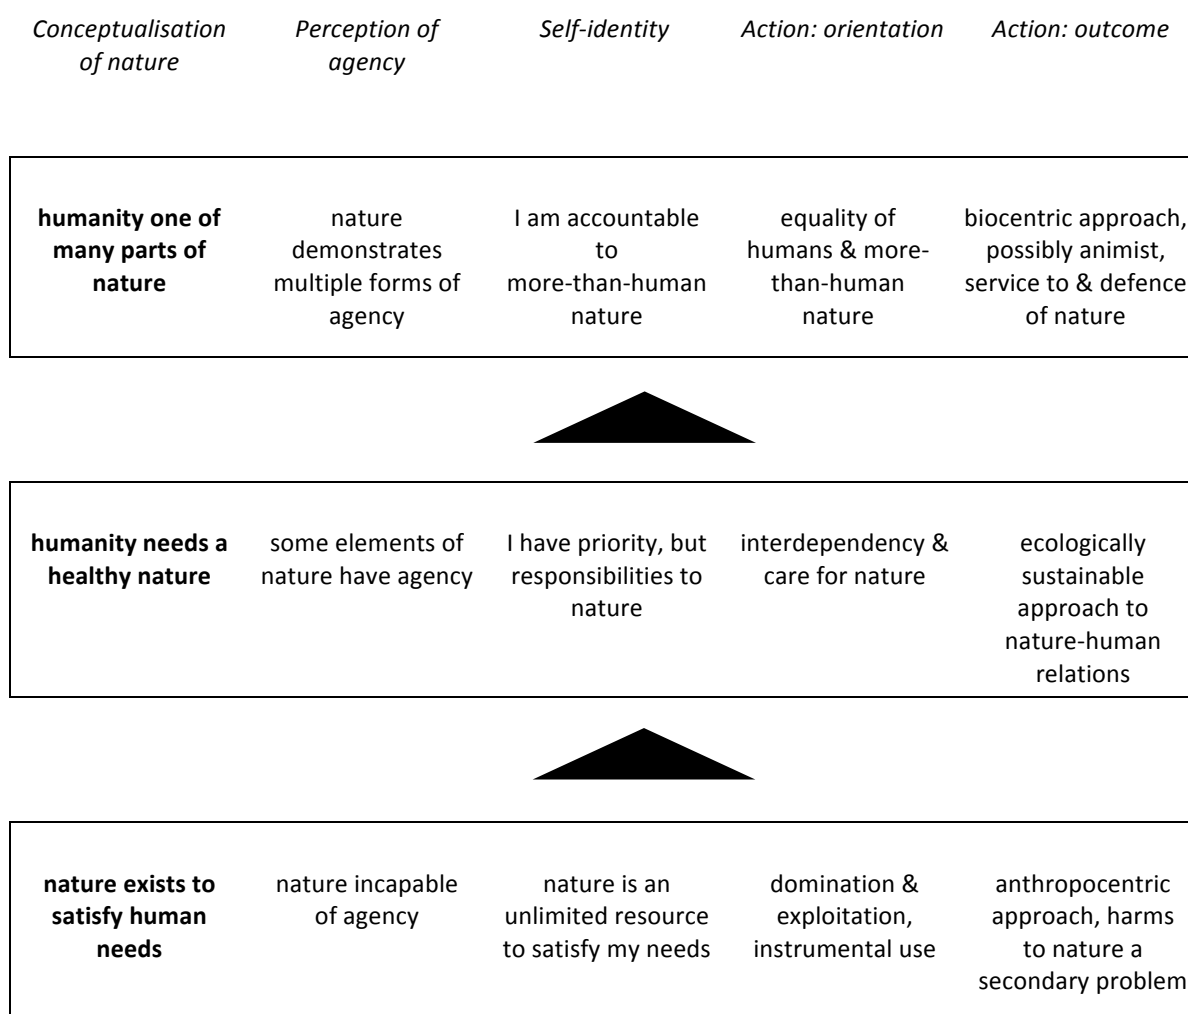 Conceptualisation
of nature
Perception of
agency
Self-identity
Action: orientation
Action: outcome
humanity one of
many parts of
nature
nature
demonstrates
multiple forms of
agency
I am accountable
to
more-than-human
nature
equality of
humans & more-
than-human
nature
biocentric approach,
possibly animist,
service to & defence
of nature
humanity needs a
healthy nature
some elements of
nature have agency
I have priority, but
responsibilities to
nature
interdependency &
care for nature
ecologically
sustainable
approach to
nature-human
relations
nature exists to
satisfy human
needs
nature incapable
of agency
nature is an
unlimited resource
to satisfy my needs
domination &
exploitation,
instrumental use
anthropocentric
approach, harms
to nature a
secondary problem